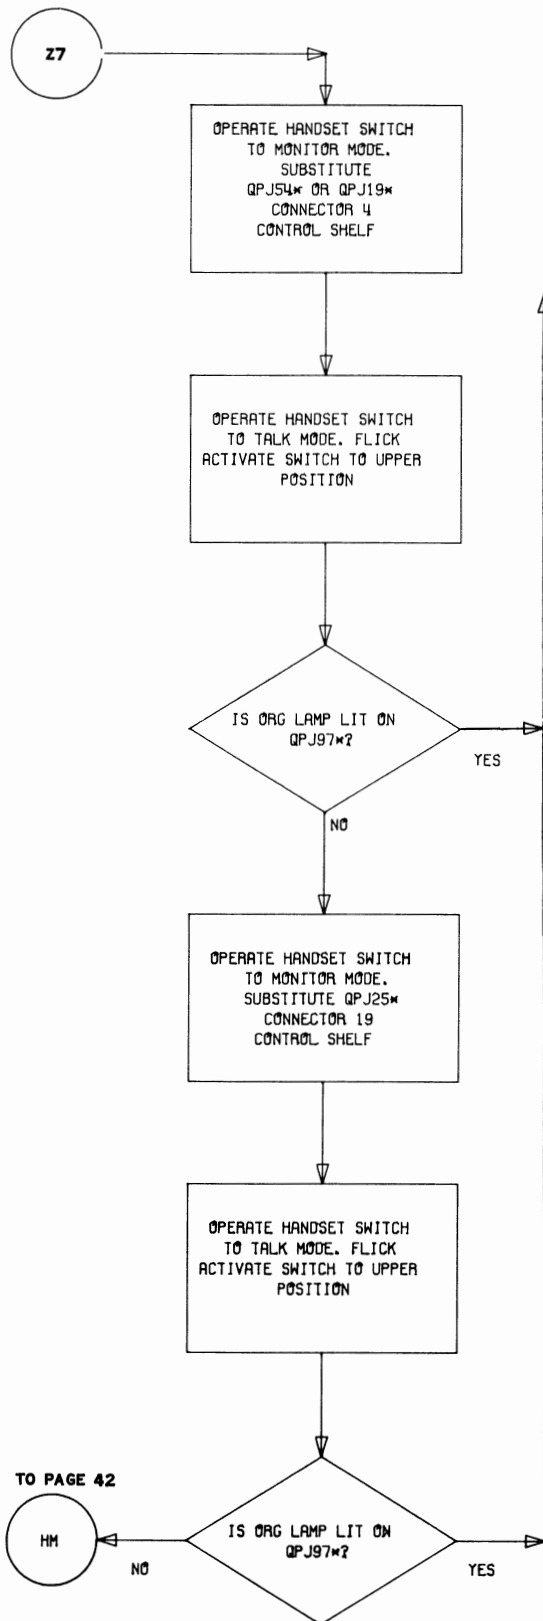 Z7
OPERATE HANDSET SWITCH
TO MONITOR MODE.
SUBSTITUTE
QPJ54* OR QPJ19*
CONNECTOR 4
CONTROL SHELF
OPERATE HANDSET SWITCH
TO TALK MODE. FLICK
ACTIVATE SWITCH TO UPPER
POSITION
IS ORG LAMP LIT ON
QPJ97*?
YES
NO
OPERATE HANDSET SWITCH
TO MONITOR MODE.
SUBSTITUTE QPJ25*
CONNECTOR 19
CONTROL SHELF
OPERATE HANDSET SWITCH
TO TALK MODE. FLICK
ACTIVATE SWITCH TO UPPER
POSITION
TO PAGE 42
HM
NO
IS ORG LAMP LIT ON
QPJ97*?
YES